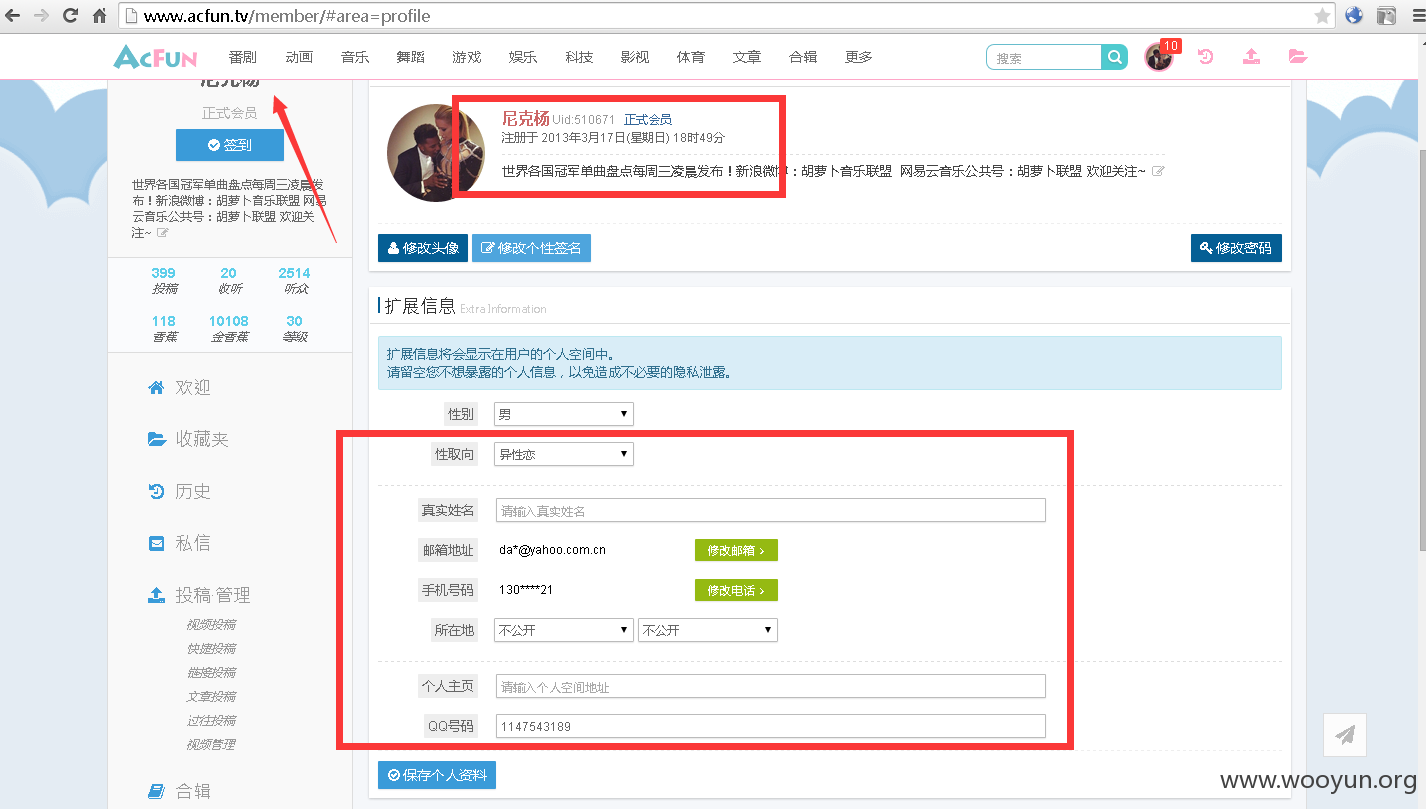 www.acfun.tv/member/#area=profile
AcFun 番剧 动画 音乐 舞蹈 游戏 娱乐 科技 影视 体育 文章 合辑 更多 搜索 10
尼克杨
正式会员
签到
世界各国冠军单曲盘点每周三凌晨发
布！新浪微博：胡萝卜音乐联盟 网易
云音乐公共号：胡萝卜联盟 欢迎关
注~
399 20 2514
投稿 收听 听众
118 10108 30
香蕉 金香蕉 等级
欢迎
收藏夹
历史
私信
投稿·管理
视频投稿
快捷投稿
链接投稿
文章投稿
过往投稿
视频管理
合辑
尼克杨 Uid:510671 正式会员
注册于 2013年3月17日(星期日) 18时49分
世界各国冠军单曲盘点每周三凌晨发布！新浪微博：胡萝卜音乐联盟 网易云音乐公共号：胡萝卜联盟 欢迎关注~
修改头像 修改个性签名 修改密码
扩展信息 Extra Information
扩展信息将会显示在用户的个人空间中。
请留空您不想暴露的个人信息，以免造成不必要的隐私泄露。
性别 男
性取向 异性恋
真实姓名 请输入真实姓名
邮箱地址 da*@yahoo.com.cn 修改邮箱 ›
手机号码 130****21 修改电话 ›
所在地 不公开 不公开
个人主页 请输入个人空间地址
QQ号码 1147543189
保存个人资料
www.wooyun.org